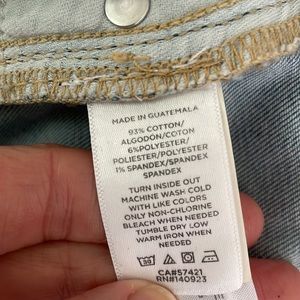 MADE IN GUATEMALA
93% COTTON/
ALGODON/COTON
6%POLYESTER/
POLIESTER/POLYESTER
1% SPANDEX/SPANDEX
SPANDEX
TURN INSIDE OUT
MACHINE WASH COLD
WITH LIKE COLORS
ONLY NON-CHLORINE
BLEACH WHEN NEEDED
TUMBLE DRY LOW
WARM IRON WHEN
NEEDED
30
CA#57421
RN#140923